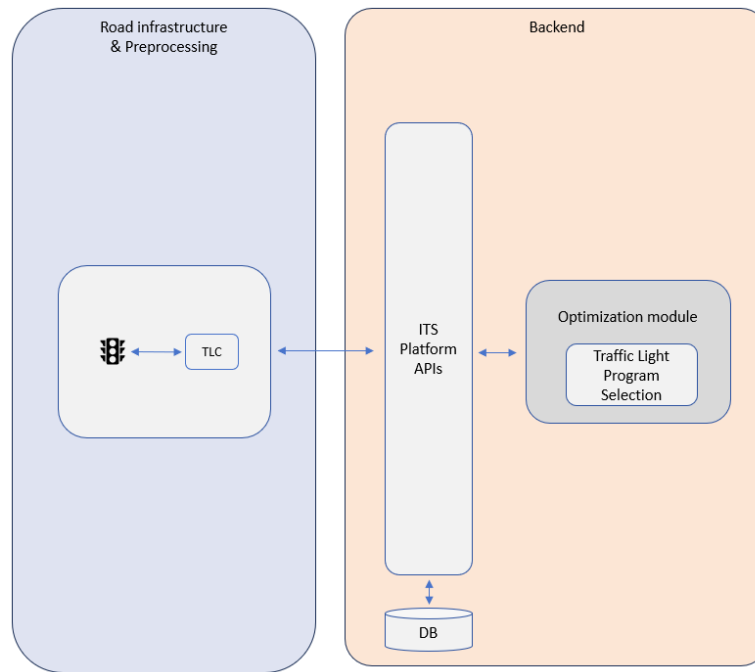 Road infrastructure
& Preprocessing
Backend
TLC
ITS
Platform
APIs
Optimization module
Traffic Light
Program
Selection
DB